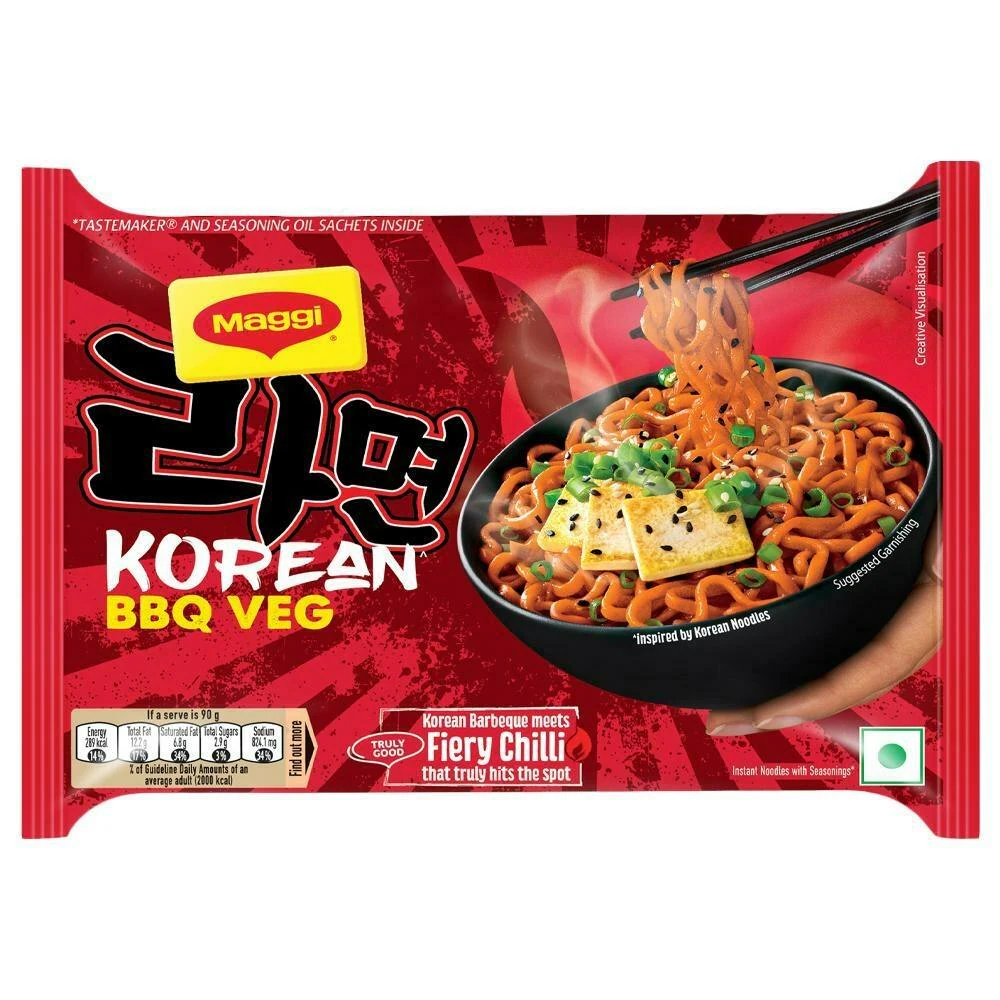 *TASTEMAKER® AND SEASONING OIL SACHETS INSIDE
Maggi®
라면
KOREAN^
BBQ VEG
Creative Visualisation
Suggested Garnishing
^inspired by Korean Noodles
If a serve is 90 g
Energy Total Fat Saturated Fat Total Sugars Sodium
289 kcal 12.2 g 6.8 g 2.9 g 824.1 mg
14% 17% 34% 3% 34%
% of Guideline Daily Amounts of an
average adult (2000 kcal)
Find out more
TRULY
GOOD
Korean Barbeque meets
Fiery Chilli
that truly hits the spot
Instant Noodles with Seasonings*